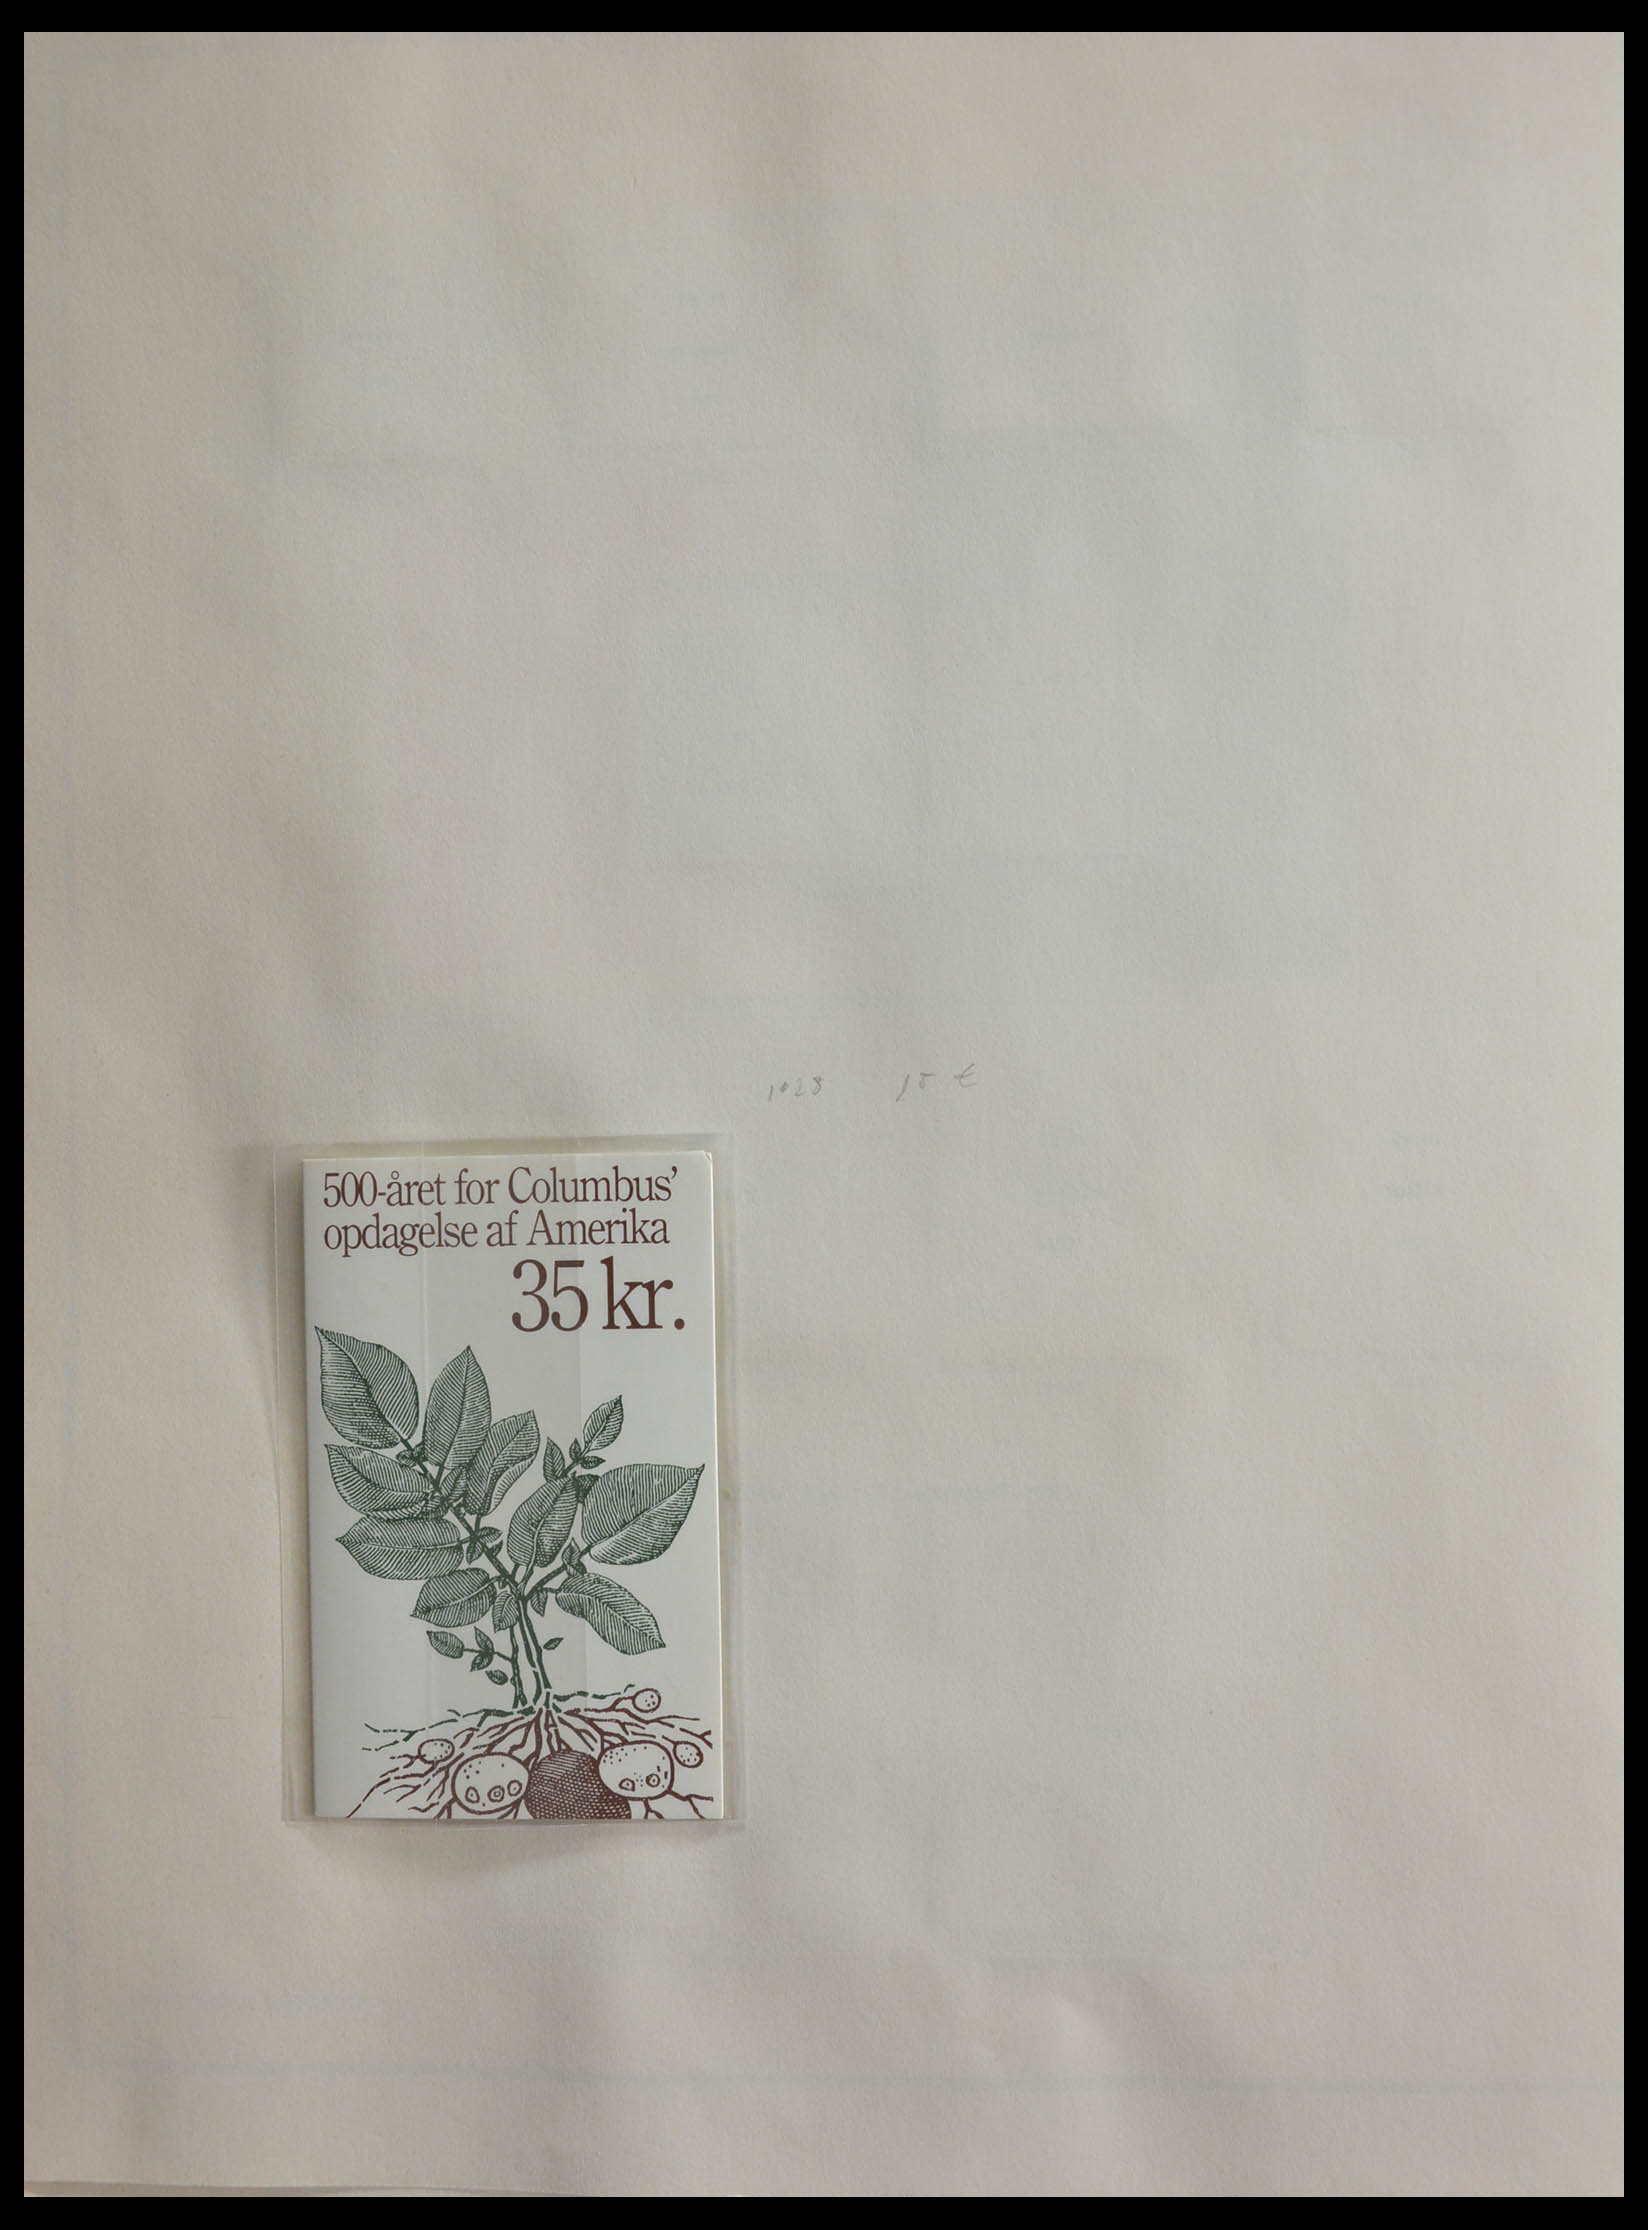 1028 15 €
500-året for Columbus'
opdagelse af Amerika
35 kr.